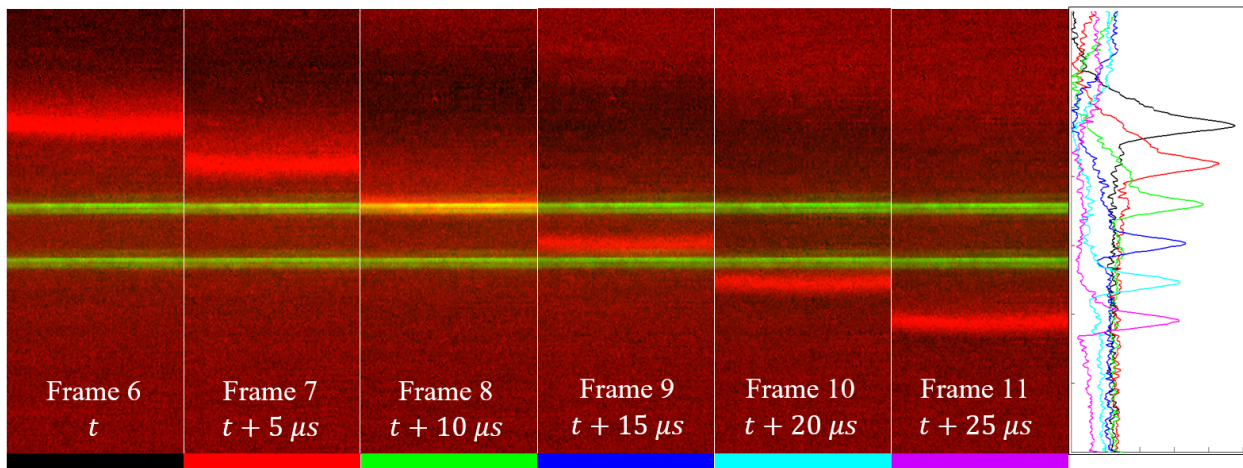 Frame 6
t
Frame 7
t + 5 μs
Frame 8
t + 10 μs
Frame 9
t + 15 μs
Frame 10
t + 20 μs
Frame 11
t + 25 μs